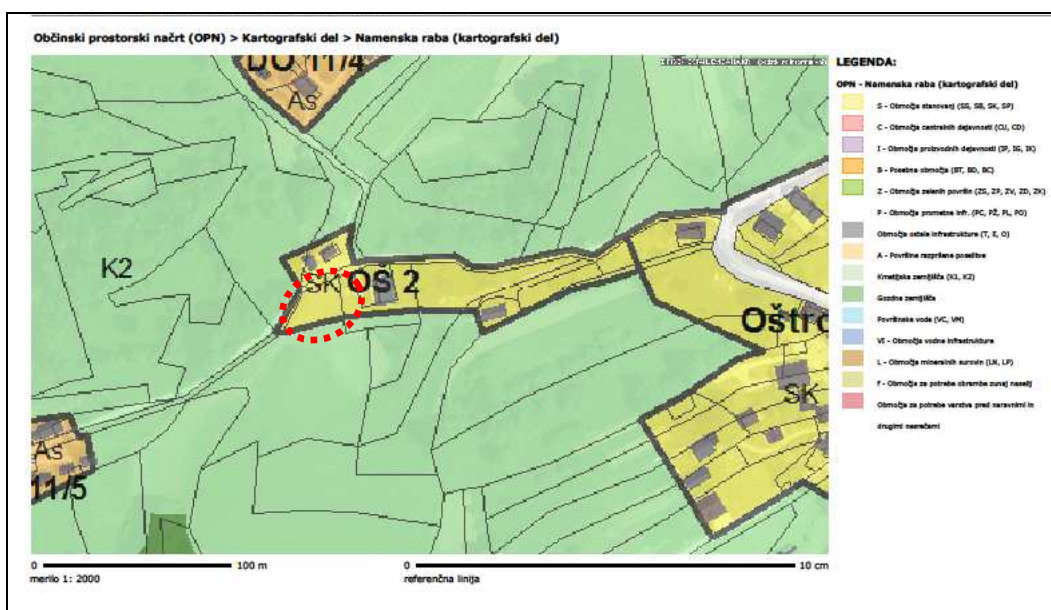 Občinski prostorski načrt (OPN) > Kartografski del > Namenska raba (kartografski del)
DO 11/4
As
K2
SK
OŠ 2
Oštrc
SK
As
11/5
LEGENDA:
OPN - Namenska raba (kartografski del)
S - Območja stanovanj (SS, SB, SK, SP)
C - Območja centralnih dejavnosti (CU, CD)
I - Območja proizvodnih dejavnosti (IP, IG, IK)
B - Posebna območja (BT, BD, BC)
Z - Območja zelenih površin (ZS, ZP, ZV, ZD, ZK)
P - Območja prometne infr. (PC, PŽ, PL, PO)
Območja ostale infrastrukture (T, E, O)
A - Površine razpršene poselitve
Kmetijska zemljišča (K1, K2)
Gozdna zemljišča
Površinske vode (VC, VM)
VI - Območja vodne infrastrukture
L - Območja mineralnih surovin (LN, LP)
f - Območja za potrebe obrambe zunaj naselij
Območja za potrebe varstva pred naravnimi in
drugimi nesrečami
0 100 m
merilo 1: 2000
0 10 cm
referenčna linija